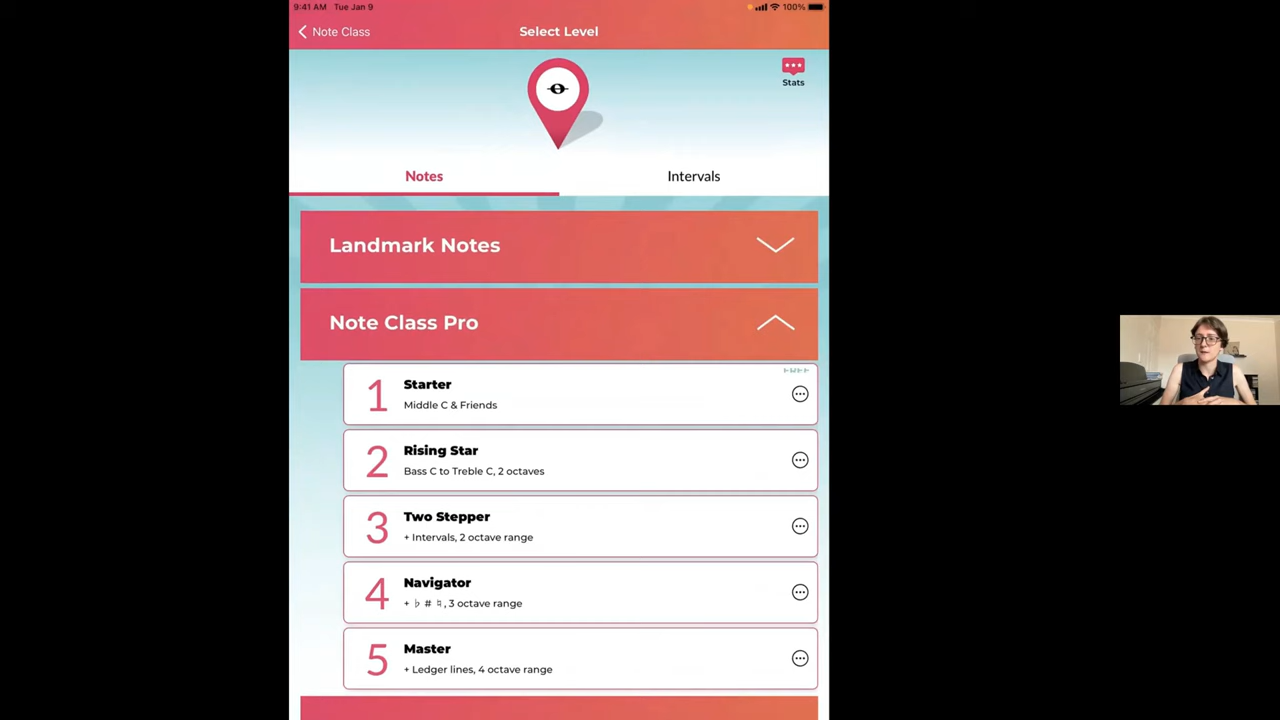 9:41 AM Tue Jan 9
100%
Note Class
Select Level
Stats
Notes
Intervals
Landmark Notes
Note Class Pro
1
Starter
Middle C & Friends
2
Rising Star
Bass C to Treble C, 2 octaves
3
Two Stepper
+ Intervals, 2 octave range
4
Navigator
+ ♭ # ♮, 3 octave range
5
Master
+ Ledger lines, 4 octave range